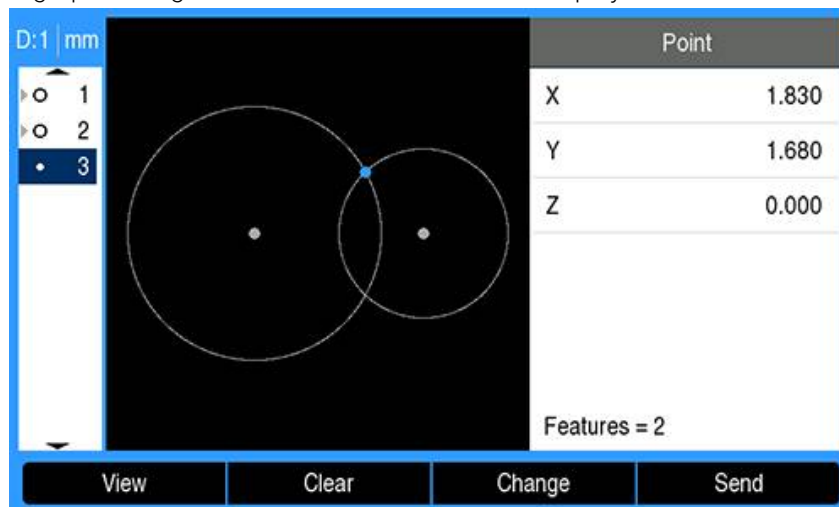 D:1 mm
Point
1
2
3
X 1.830
Y 1.680
Z 0.000
Features = 2
View Clear Change Send